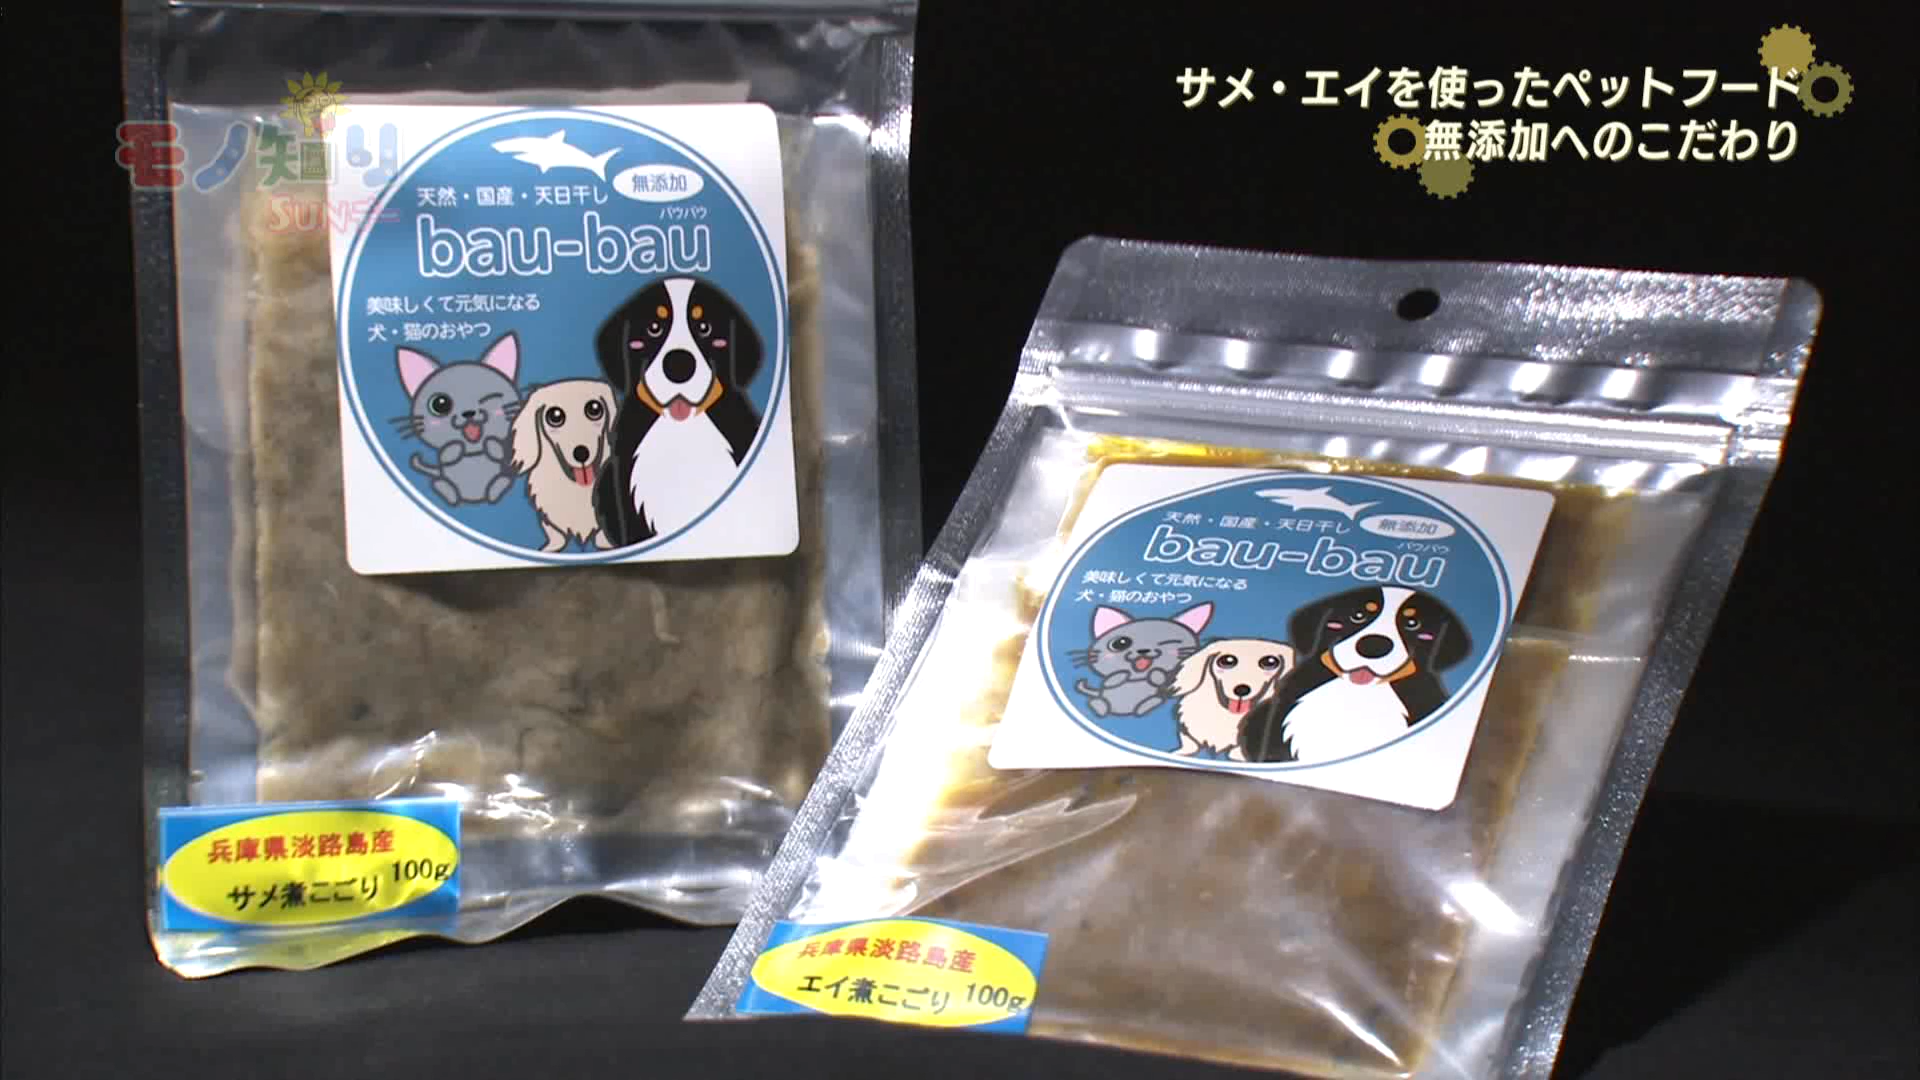 サメ・エイを使ったペットフード
無添加へのこだわり
モノ知り
SUNデー
天然・国産・天日干し
無添加
バウバウ
bau-bau
美味しくて元気になる
犬・猫のおやつ
兵庫県淡路島産
サメ煮こごり 100g
天然・国産・天日干し
無添加
バウバウ
bau-bau
美味しくて元気になる
犬・猫のおやつ
兵庫県淡路島産
エイ煮こごり 100g